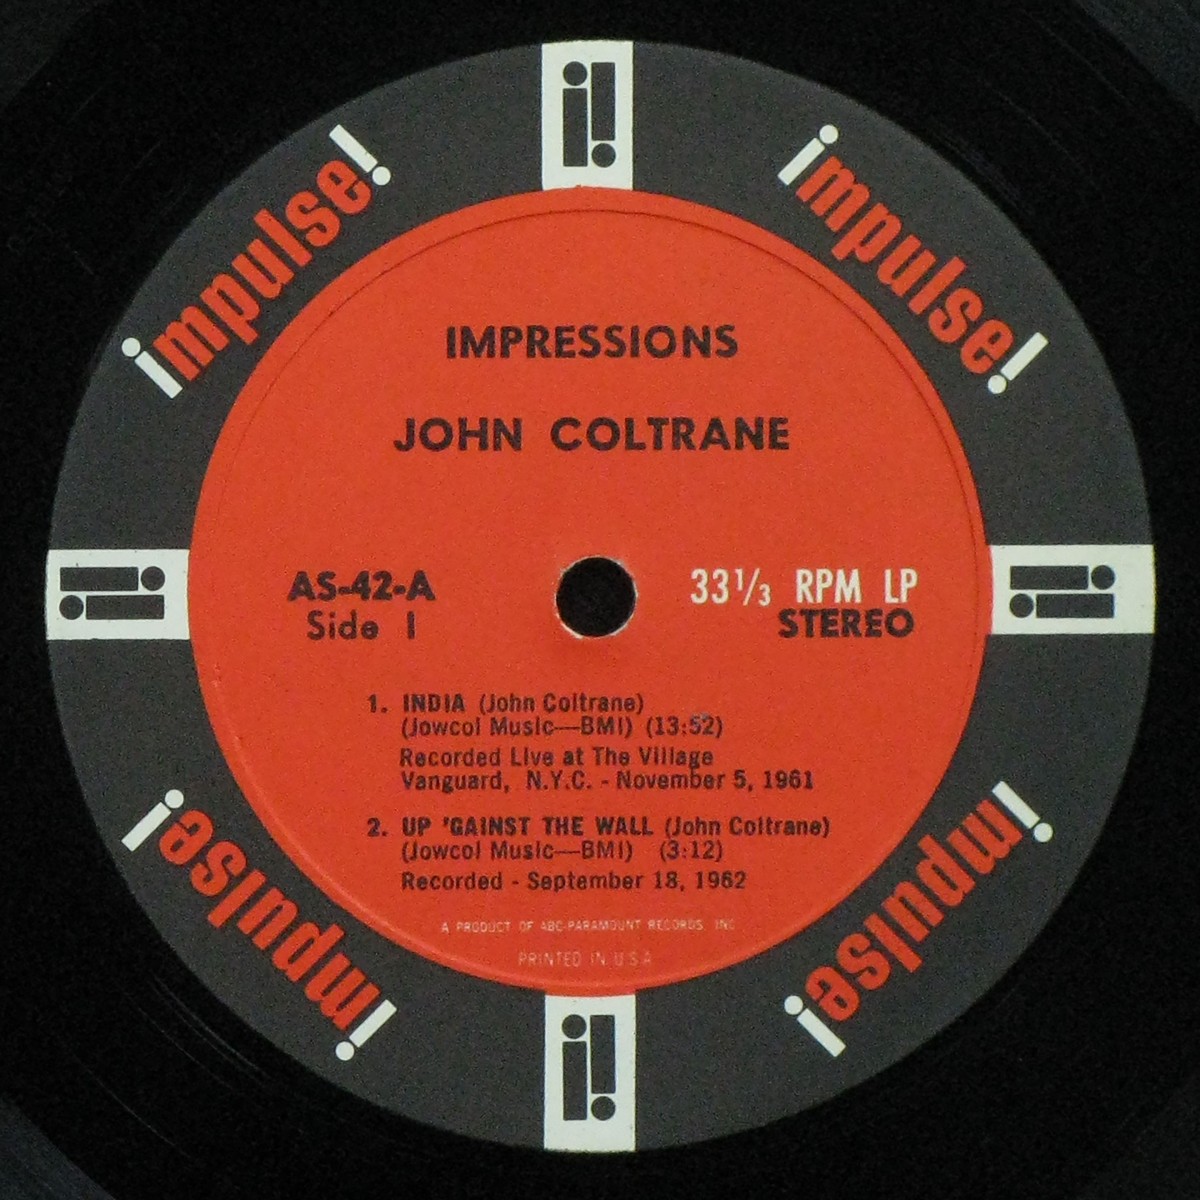 impulse!
impulse!
IMPRESSIONS
JOHN COLTRANE
AS-42-A
Side 1
33 1/3 RPM LP
STEREO
1. INDIA (John Coltrane)
(Jowcol Music—BMI) (13:52)
Recorded Live at The Village
Vanguard, N.Y.C. - November 5, 1961
2. UP 'GAINST THE WALL (John Coltrane)
(Jowcol Music—BMI) (3:12)
Recorded - September 18, 1962
A PRODUCT OF ABC-PARAMOUNT RECORDS, INC.
PRINTED IN U.S.A.
impulse!
impulse!